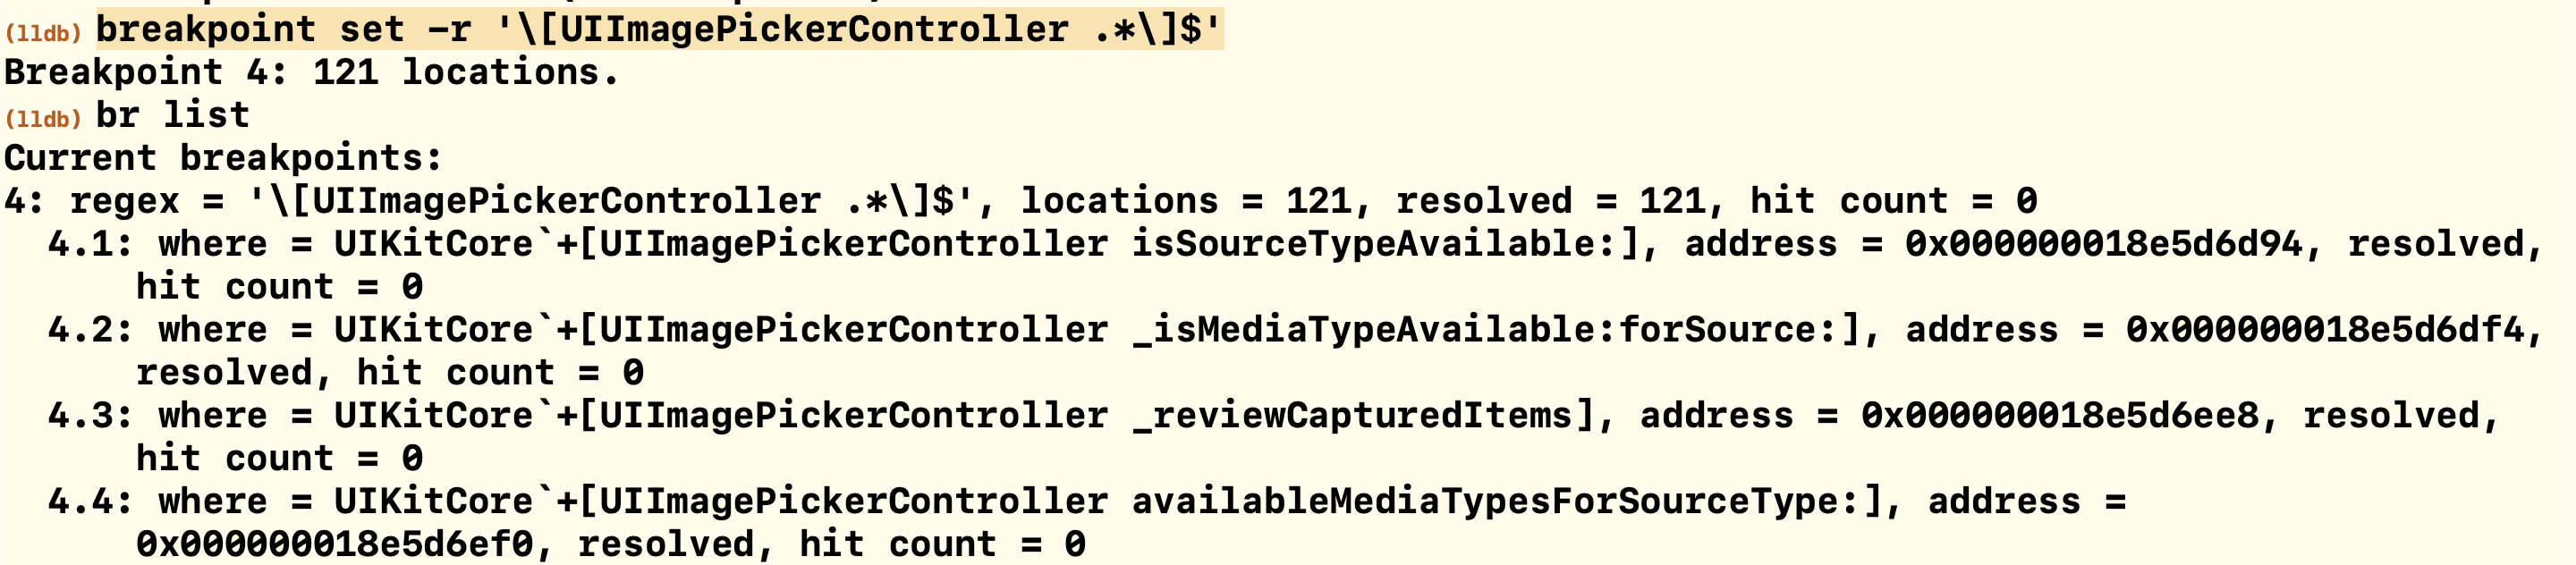 (lldb) breakpoint set -r '\[UIImagePickerController .*\]$'
Breakpoint 4: 121 locations.
(lldb) br list
Current breakpoints:
4: regex = '\[UIImagePickerController .*\]$', locations = 121, resolved = 121, hit count = 0
4.1: where = UIKitCore`+[UIImagePickerController isSourceTypeAvailable:], address = 0x000000018e5d6d94, resolved,
hit count = 0
4.2: where = UIKitCore`+[UIImagePickerController _isMediaTypeAvailable:forSource:], address = 0x000000018e5d6df4,
resolved, hit count = 0
4.3: where = UIKitCore`+[UIImagePickerController _reviewCapturedItems], address = 0x000000018e5d6ee8, resolved,
hit count = 0
4.4: where = UIKitCore`+[UIImagePickerController availableMediaTypesForSourceType:], address =
0x000000018e5d6ef0, resolved, hit count = 0